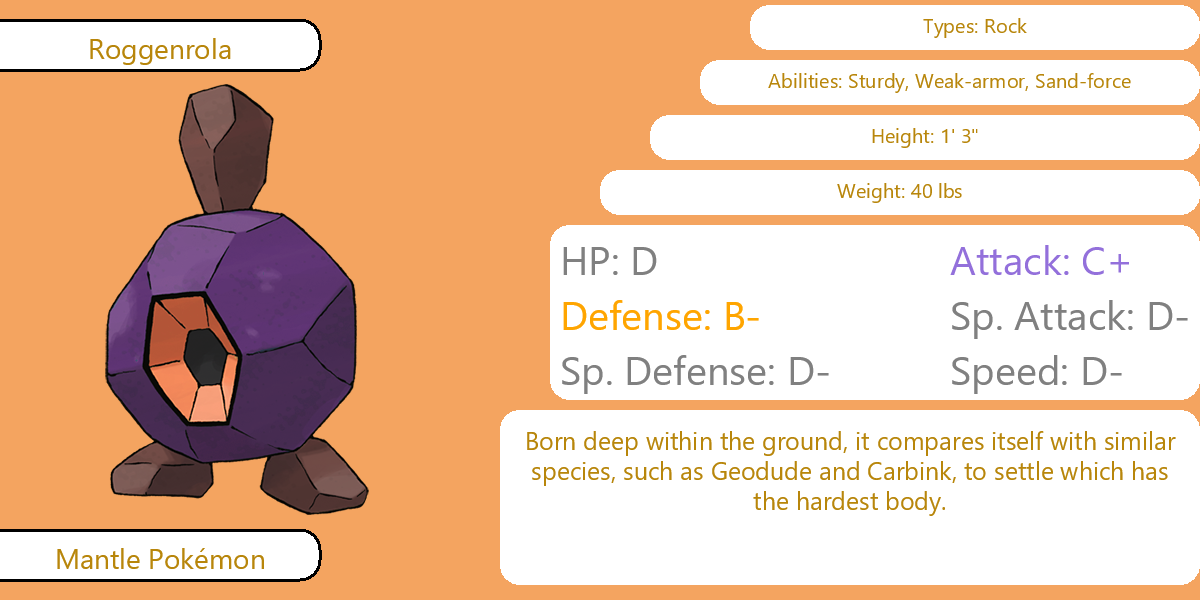 Roggenrola
Types: Rock
Abilities: Sturdy, Weak-armor, Sand-force
Height: 1' 3"
Weight: 40 lbs
HP: D
Attack: C+
Defense: B-
Sp. Attack: D-
Sp. Defense: D-
Speed: D-
Born deep within the ground, it compares itself with similar
species, such as Geodude and Carbink, to settle which has
the hardest body.
Mantle Pokémon